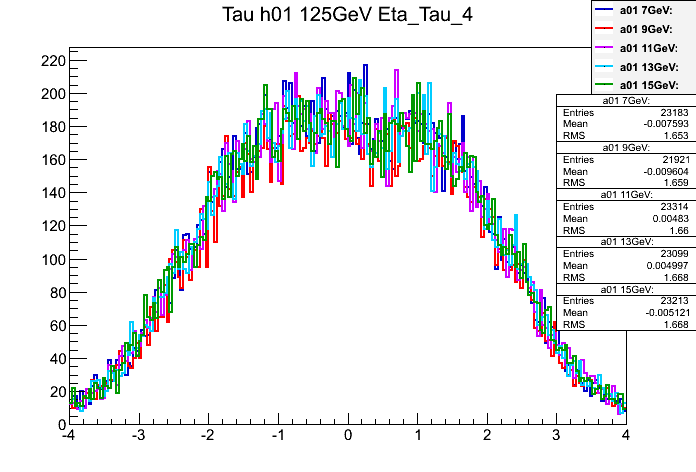 Tau h01 125GeV Eta_Tau_4
a01 7GeV:
a01 9GeV:
a01 11GeV:
a01 13GeV:
a01 15GeV:
a01 7GeV:
Entries 23183
Mean -0.007593
RMS 1.653
a01 9GeV:
Entries 21921
Mean -0.009604
RMS 1.659
a01 11GeV:
Entries 23314
Mean 0.00483
RMS 1.66
a01 13GeV:
Entries 23099
Mean 0.004997
RMS 1.668
a01 15GeV:
Entries 23213
Mean -0.005121
RMS 1.668
220
200
180
160
140
120
100
80
60
40
20
0
-4 -3 -2 -1 0 1 2 3 4